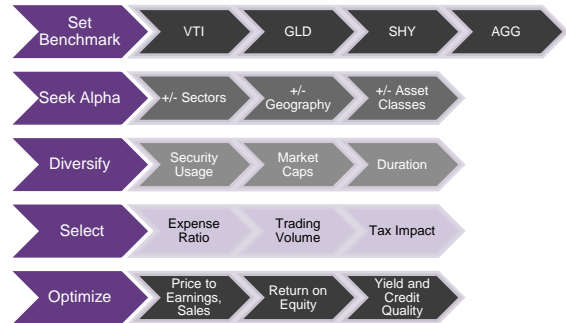 Set
Benchmark
VTI
GLD
SHY
AGG
Seek Alpha
+/- Sectors
+/-
Geography
+/- Asset
Classes
Diversify
Security
Usage
Market
Caps
Duration
Select
Expense
Ratio
Trading
Volume
Tax Impact
Optimize
Price to
Earnings,
Sales
Return on
Equity
Yield and
Credit
Quality